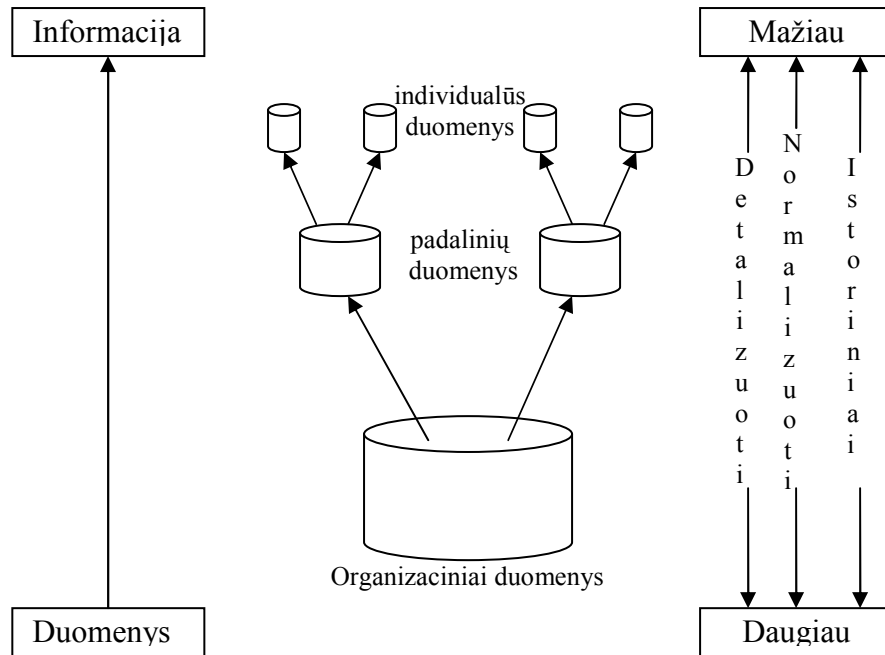 Informacija
Mažiau
individualūs
duomenys
padalinių
duomenys
Detalizuoti
Normalizuoti
Istoriniai
Organizaciniai duomenys
Duomenys
Daugiau